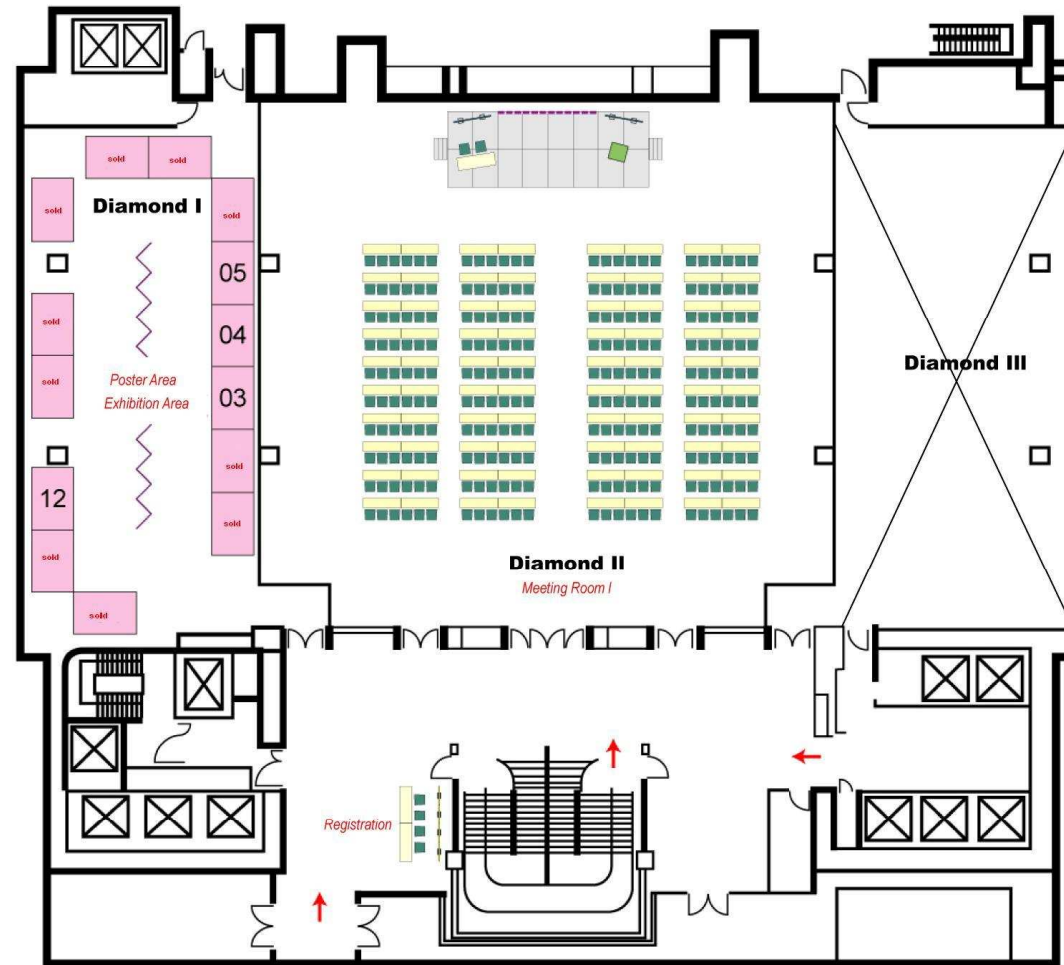 sold
sold
sold
Diamond I
sold
05
sold
04
Diamond III
sold
Poster Area
03
Exhibition Area
sold
12
sold
sold
Diamond II
Meeting Room I
sold
Registration